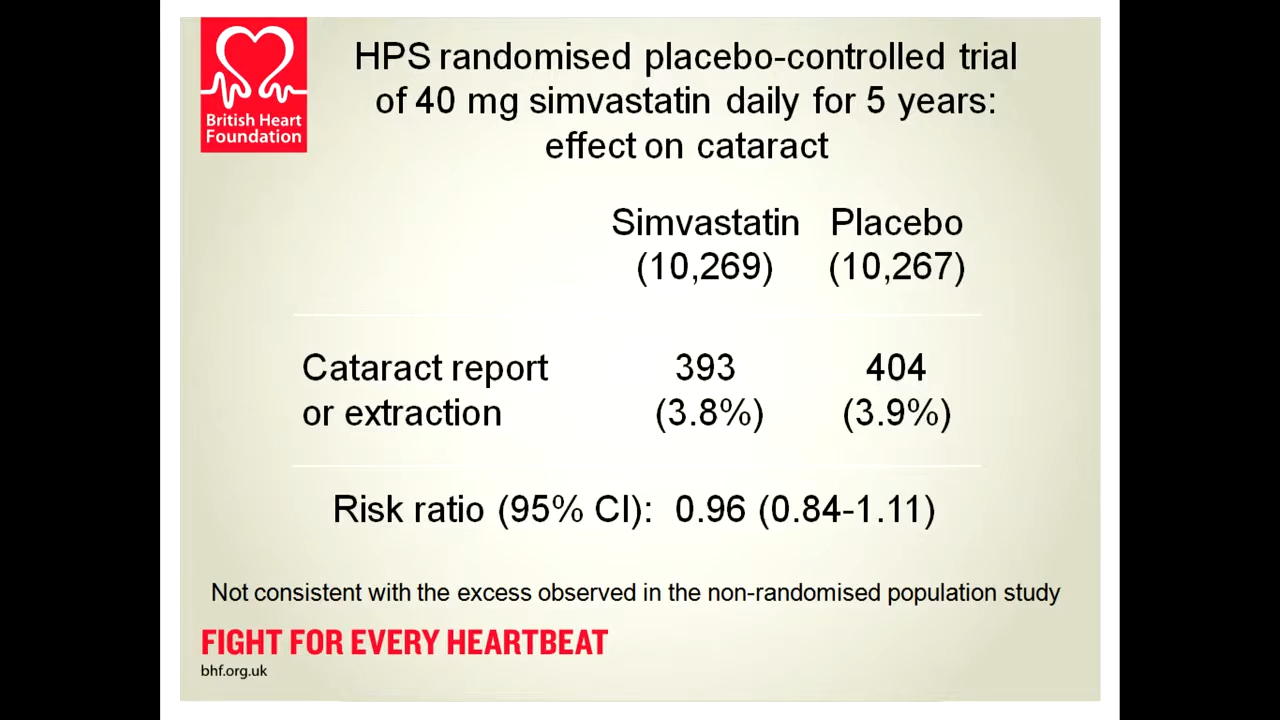 British Heart
Foundation
HPS randomised placebo-controlled trial
of 40 mg simvastatin daily for 5 years:
effect on cataract
Simvastatin Placebo
(10,269) (10,267)
Cataract report 393 404
or extraction (3.8%) (3.9%)
Risk ratio (95% CI): 0.96 (0.84-1.11)
Not consistent with the excess observed in the non-randomised population study
FIGHT FOR EVERY HEARTBEAT
bhf.org.uk